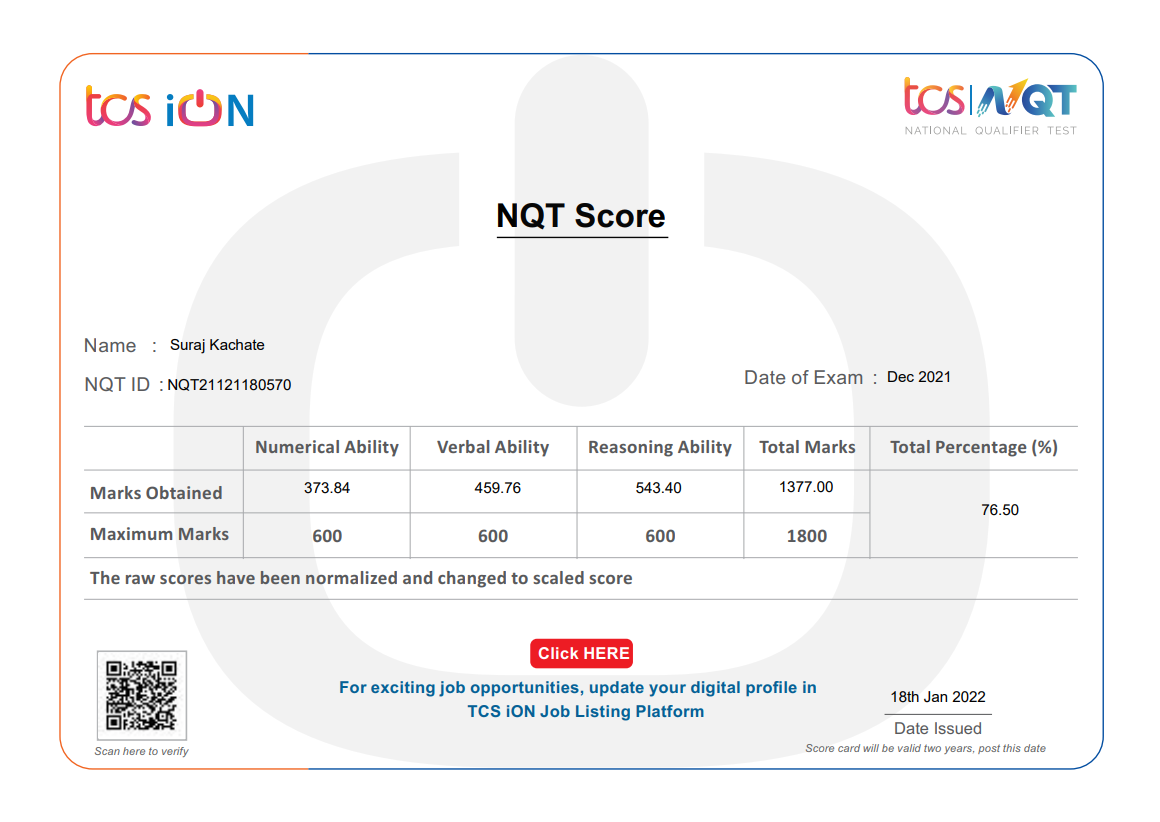 tcs iON
tcs | NQT
NATIONAL QUALIFIER TEST
NQT Score
Name : Suraj Kachate
NQT ID : NQT21121180570
Date of Exam : Dec 2021
Numerical Ability Verbal Ability Reasoning Ability Total Marks Total Percentage (%)
Marks Obtained 373.84 459.76 543.40 1377.00
76.50
Maximum Marks 600 600 600 1800
The raw scores have been normalized and changed to scaled score
Click HERE
For exciting job opportunities, update your digital profile in
TCS iON Job Listing Platform
Scan here to verify
18th Jan 2022
Date Issued
Score card will be valid two years, post this date